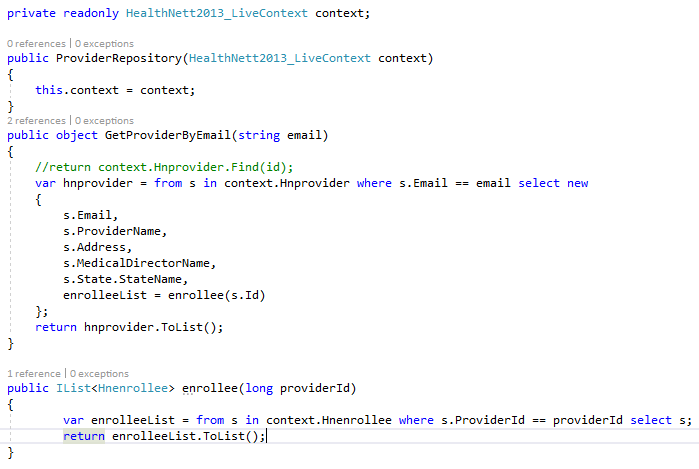 private readonly HealthNett2013_LiveContext context;
0 references | 0 exceptions
public ProviderRepository(HealthNett2013_LiveContext context)
{
this.context = context;
}
2 references | 0 exceptions
public object GetProviderByEmail(string email)
{
//return context.Hnprovider.Find(id);
var hnprovider = from s in context.Hnprovider where s.Email == email select new
{
s.Email,
s.ProviderName,
s.Address,
s.MedicalDirectorName,
s.State.StateName,
enrolleeList = enrollee(s.Id)
};
return hnprovider.ToList();
}
1 reference | 0 exceptions
public IList<Hnenrollee> enrollee(long providerId)
{
var enrolleeList = from s in context.Hnenrollee where s.ProviderId == providerId select s;
return enrolleeList.ToList();
}